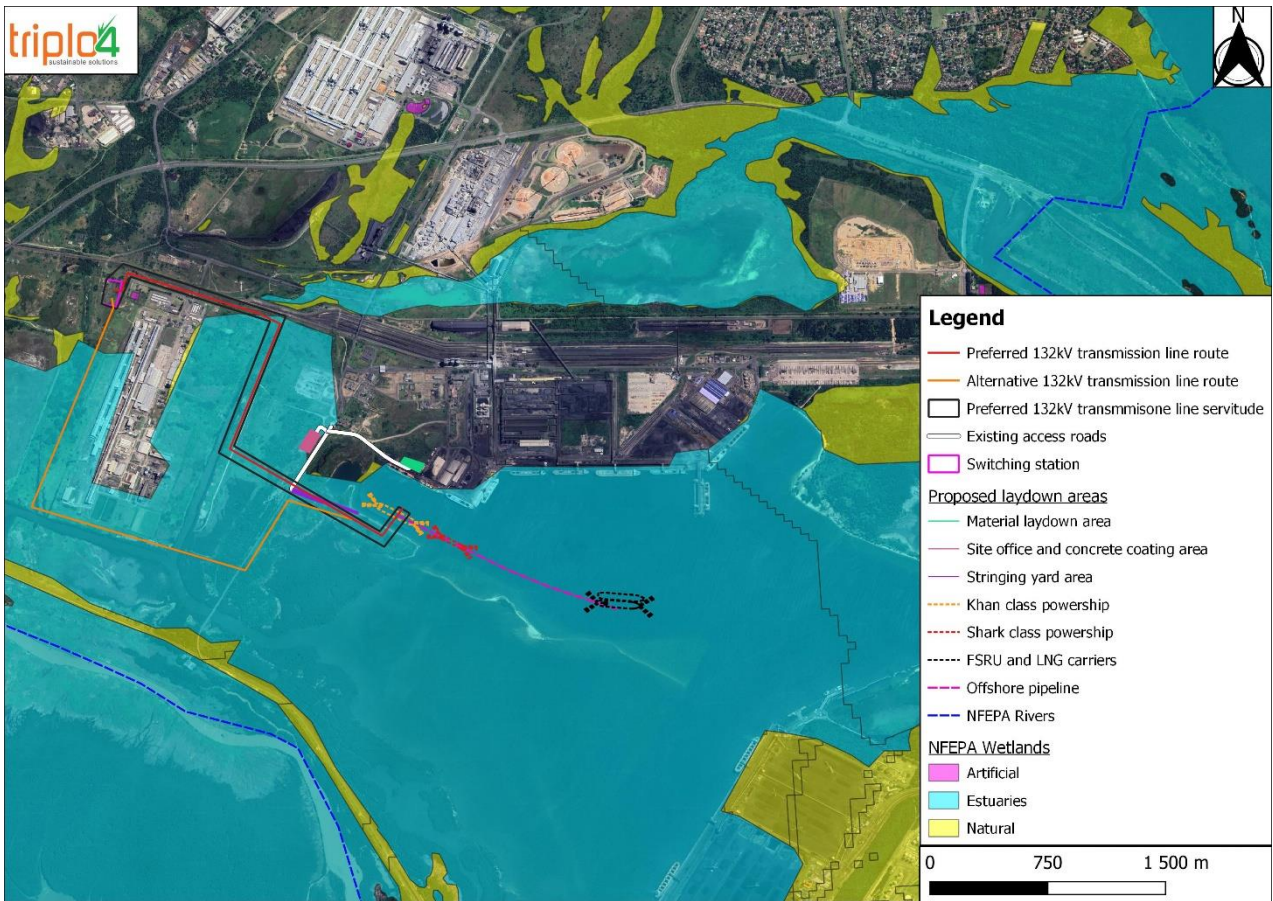 triplo4
sustainable solutions
N
Legend
Preferred 132kV transmission line route
Alternative 132kV transmission line route
Preferred 132kV transmmisone line servitude
Existing access roads
Switching station
Proposed laydown areas
Material laydown area
Site office and concrete coating area
Stringing yard area
Khan class powership
Shark class powership
FSRU and LNG carriers
Offshore pipeline
NFEPA Rivers
NFEPA Wetlands
Artificial
Estuaries
Natural
0 750 1 500 m